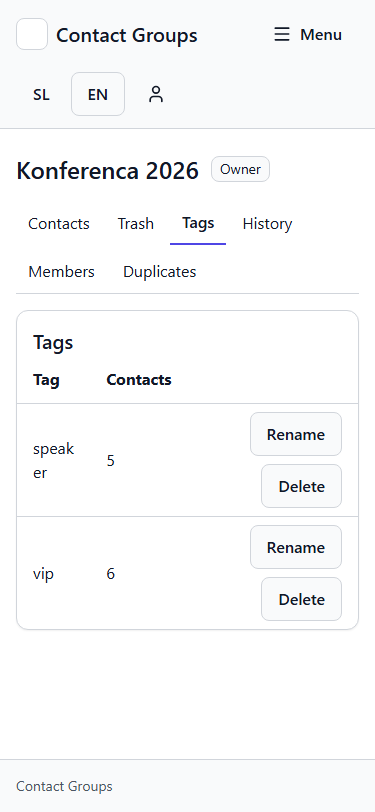 Contact Groups
Menu
SL
EN
Konferenca 2026
Owner
Contacts
Trash
Tags
History
Members
Duplicates
Tags
Tag
Contacts
speak
er
5
Rename
Delete
vip
6
Rename
Delete
Contact Groups